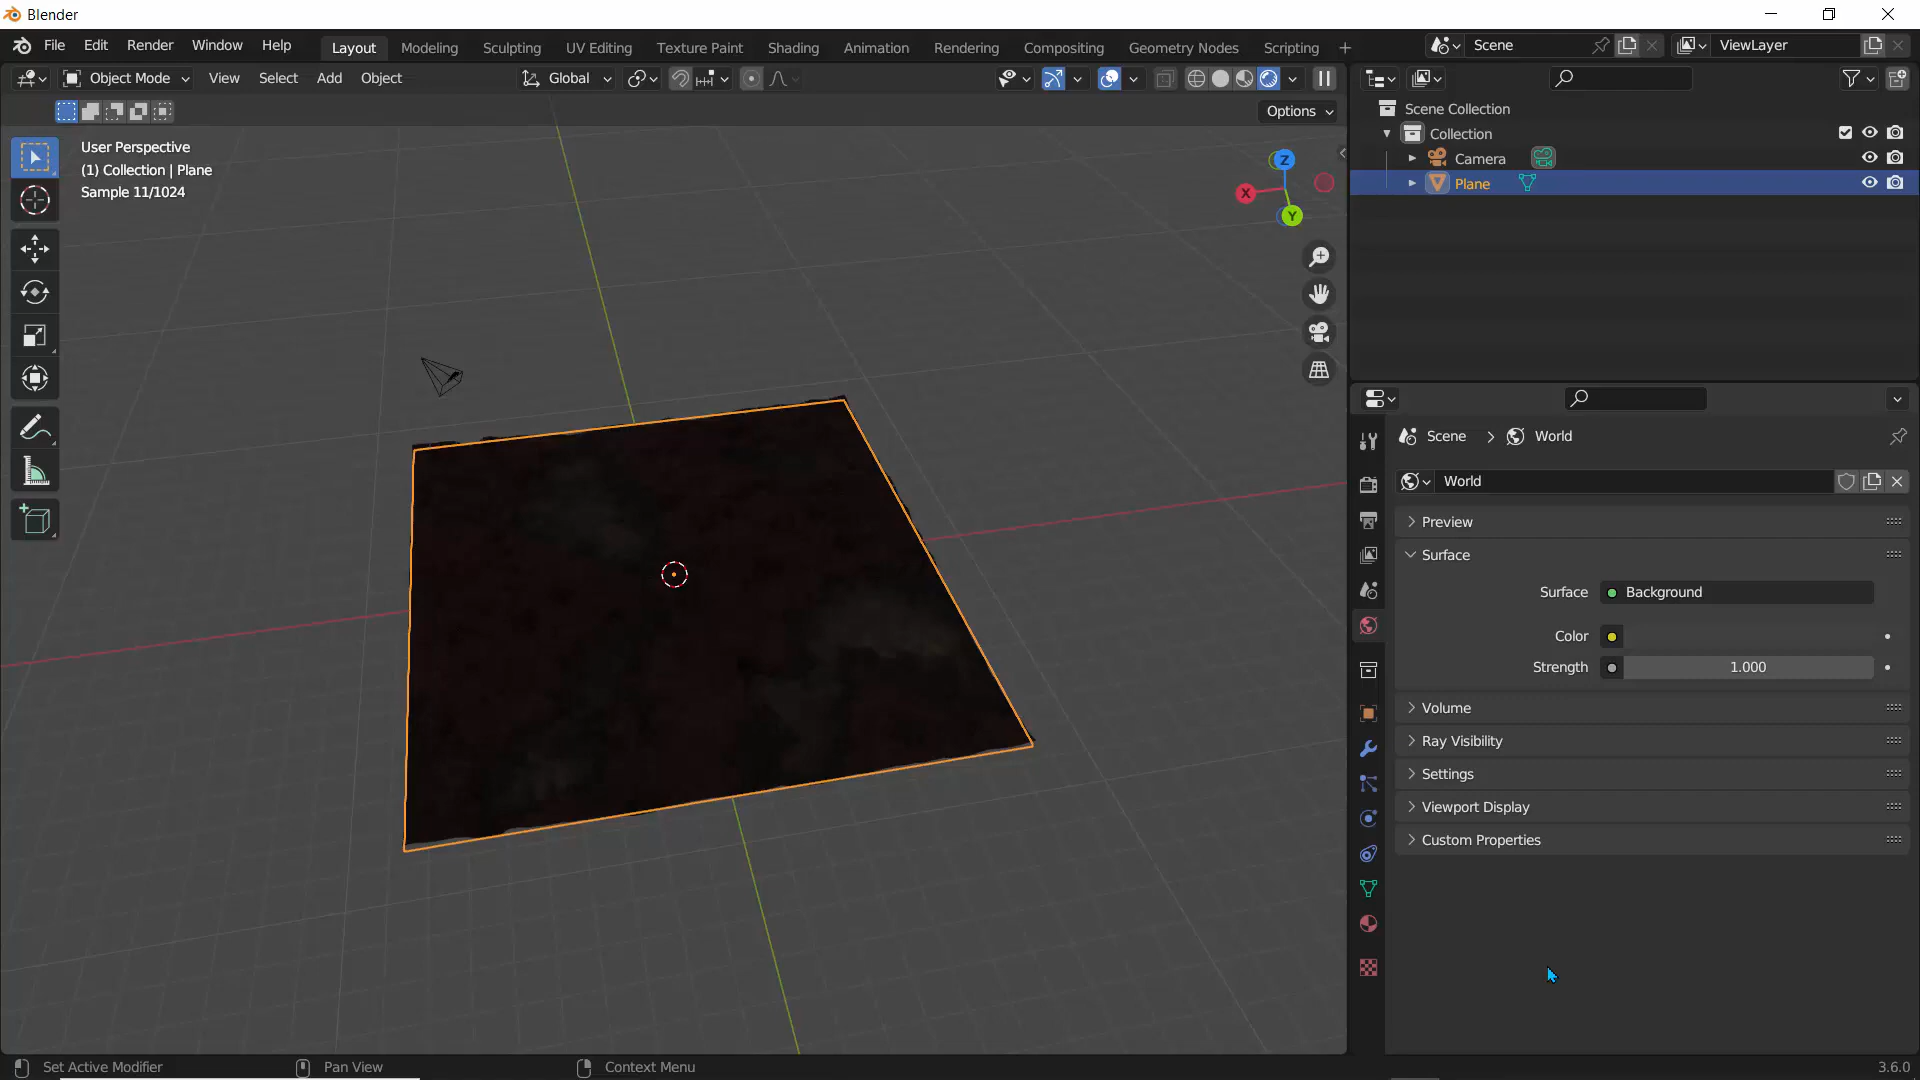 Blender
File Edit Render Window Help Layout Modeling Sculpting UV Editing Texture Paint Shading Animation Rendering Compositing Geometry Nodes Scripting + Scene ViewLayer
Object Mode View Select Add Object Global
Options
User Perspective
(1) Collection | Plane
Sample 11/1024
Z
X
Y
Scene Collection
Collection
Camera
Plane
Scene > World
World
Preview
Surface
Surface Background
Color
Strength 1.000
Volume
Ray Visibility
Settings
Viewport Display
Custom Properties
Set Active Modifier Pan View Context Menu 3.6.0